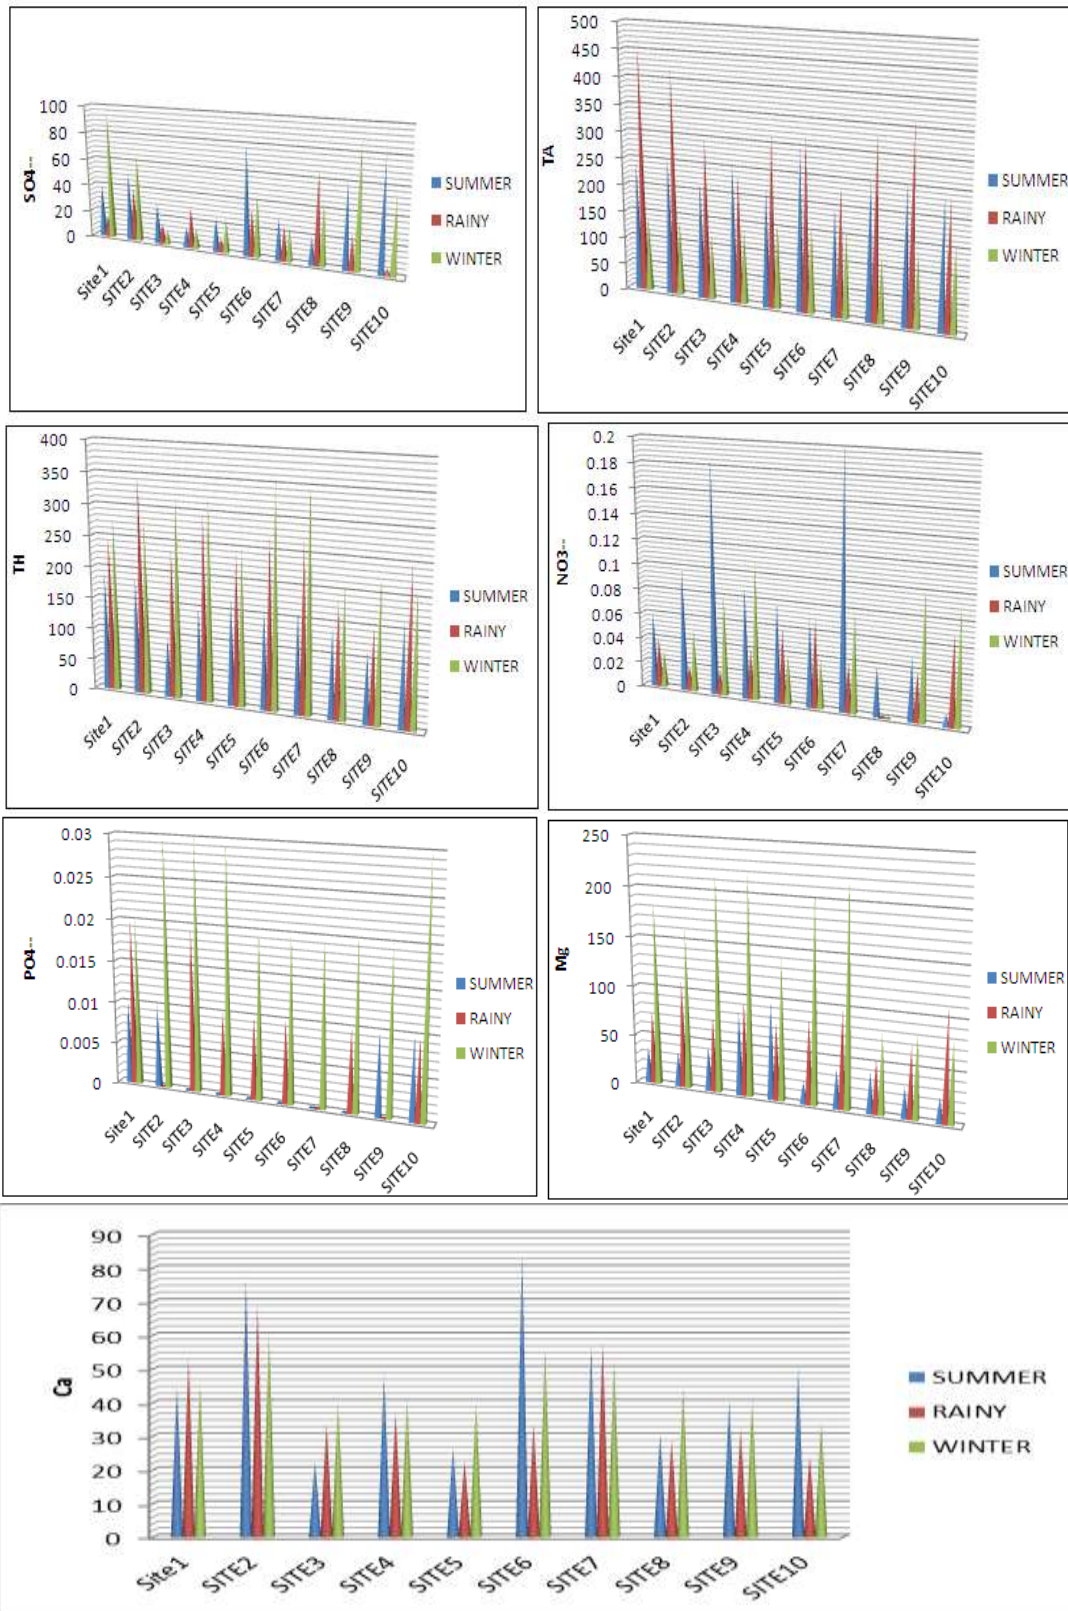 100
80
60
40
20
0
SO4--
Site1
SITE2
SITE3
SITE4
SITE5
SITE6
SITE7
SITE8
SITE9
SITE10
SUMMER
RAINY
WINTER
500
450
400
350
300
250
200
150
100
50
0
TA
Site1
SITE2
SITE3
SITE4
SITE5
SITE6
SITE7
SITE8
SITE9
SITE10
SUMMER
RAINY
WINTER
400
350
300
250
200
150
100
50
0
TH
Site1
SITE2
SITE3
SITE4
SITE5
SITE6
SITE7
SITE8
SITE9
SITE10
SUMMER
RAINY
WINTER
0.2
0.18
0.16
0.14
0.12
0.1
0.08
0.06
0.04
0.02
0
NO3--
Site1
SITE2
SITE3
SITE4
SITE5
SITE6
SITE7
SITE8
SITE9
SITE10
SUMMER
RAINY
WINTER
0.03
0.025
0.02
0.015
0.01
0.005
0
PO4--
Site1
SITE2
SITE3
SITE4
SITE5
SITE6
SITE7
SITE8
SITE9
SITE10
SUMMER
RAINY
WINTER
250
200
150
100
50
0
Mg
Site1
SITE2
SITE3
SITE4
SITE5
SITE6
SITE7
SITE8
SITE9
SITE10
SUMMER
RAINY
WINTER
90
80
70
60
50
40
30
20
10
0
Ca
Site1
SITE2
SITE3
SITE4
SITE5
SITE6
SITE7
SITE8
SITE9
SITE10
SUMMER
RAINY
WINTER